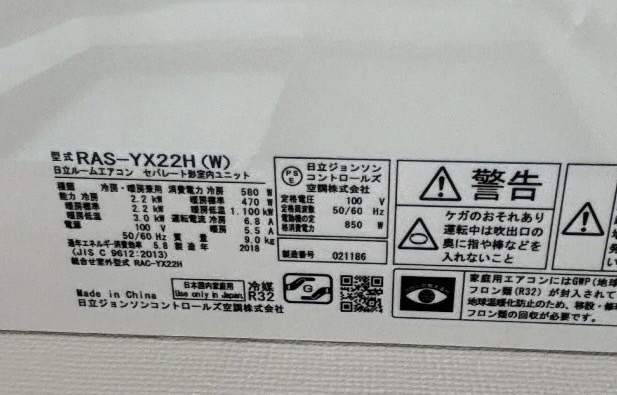 型式 RAS-YX22H (W)
日立ルームエアコン セパレート形室内ユニット
種類 冷房・暖房兼用 消費電力 冷房 580 W
能力 冷房 2.2 kW 暖房標準 470 W
暖房標準 2.2 kW 暖房低温 1,100 kW
暖房低温 3.0 kW 運転電流 冷房 6.8 A
電源 100 V 暖房 5.5 A
50/60 Hz 質量 9.0 kg
通年エネルギー消費効率 5.8 製造年 2018
(JIS C 9612:2013)
組合せ室外型式 RAC-YX22H
PS
E
日立ジョンソン
コントロールズ
空調株式会社
定格電圧 100 V
定格周波数 50/60 Hz
電動機の定
格消費電力 850 W
製造番号 021186
Made in China
日本国内家庭用
Use only in Japan
冷媒
R32
日立ジョンソンコントロールズ空調株式会社
警告
ケガのおそれあり
運転中は吹出口の
奥に指や棒などを
入れないこと
家庭用エアコンにはGWP(地球
フロン類(R32) が封入されて
地球温暖化防止のため、移設・修
フロン類の回収が必要です。